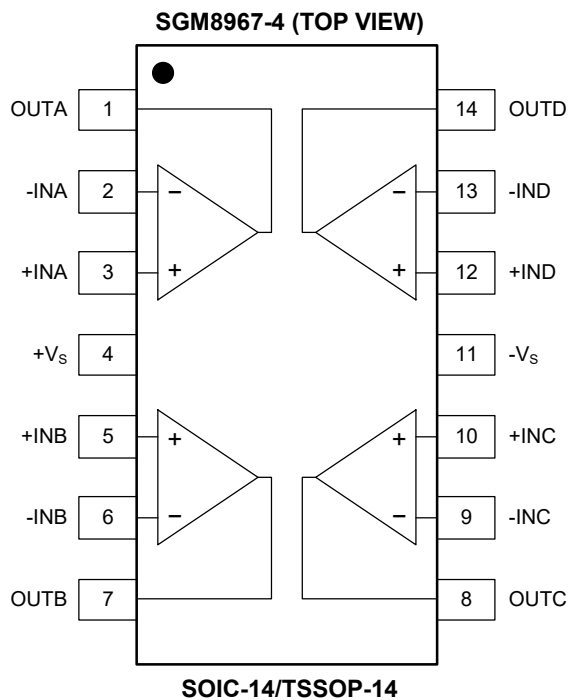 SGM8967-4 (TOP VIEW)
OUTA 1 14 OUTD
-INA 2 − − 13 -IND
+INA 3 + + 12 +IND
+VS 4 11 -VS
+INB 5 + + 10 +INC
-INB 6 − − 9 -INC
OUTB 7 8 OUTC
SOIC-14/TSSOP-14